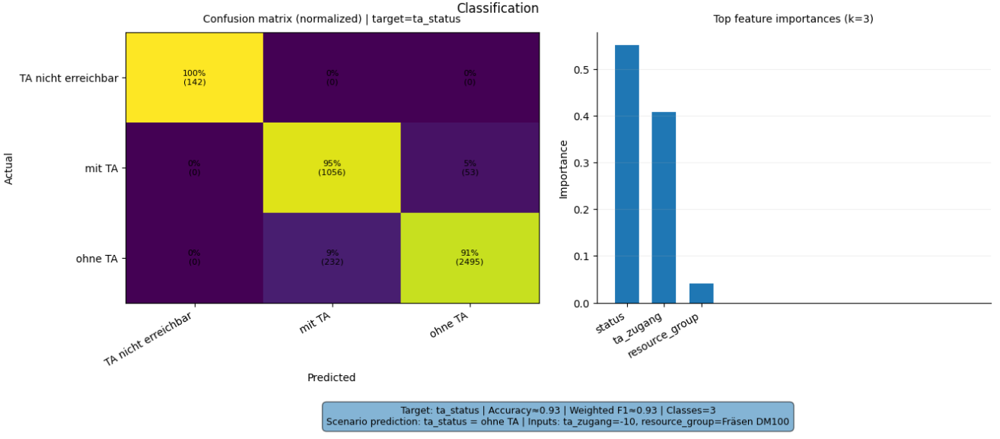 Classification
Confusion matrix (normalized) | target=ta_status
Actual
TA nicht erreichbar
100%
(142)
0%
(0)
0%
(0)
mit TA
0%
(0)
95%
(1056)
5%
(53)
ohne TA
0%
(0)
9%
(232)
91%
(2495)
TA nicht erreichbar
mit TA
ohne TA
Predicted
Top feature importances (k=3)
Importance
0.5
0.4
0.3
0.2
0.1
0.0
status
ta_zugang
resource_group
Target: ta_status | Accuracy≈0.93 | Weighted F1≈0.93 | Classes=3
Scenario prediction: ta_status = ohne TA | Inputs: ta_zugang=-10, resource_group=Fräsen DM100